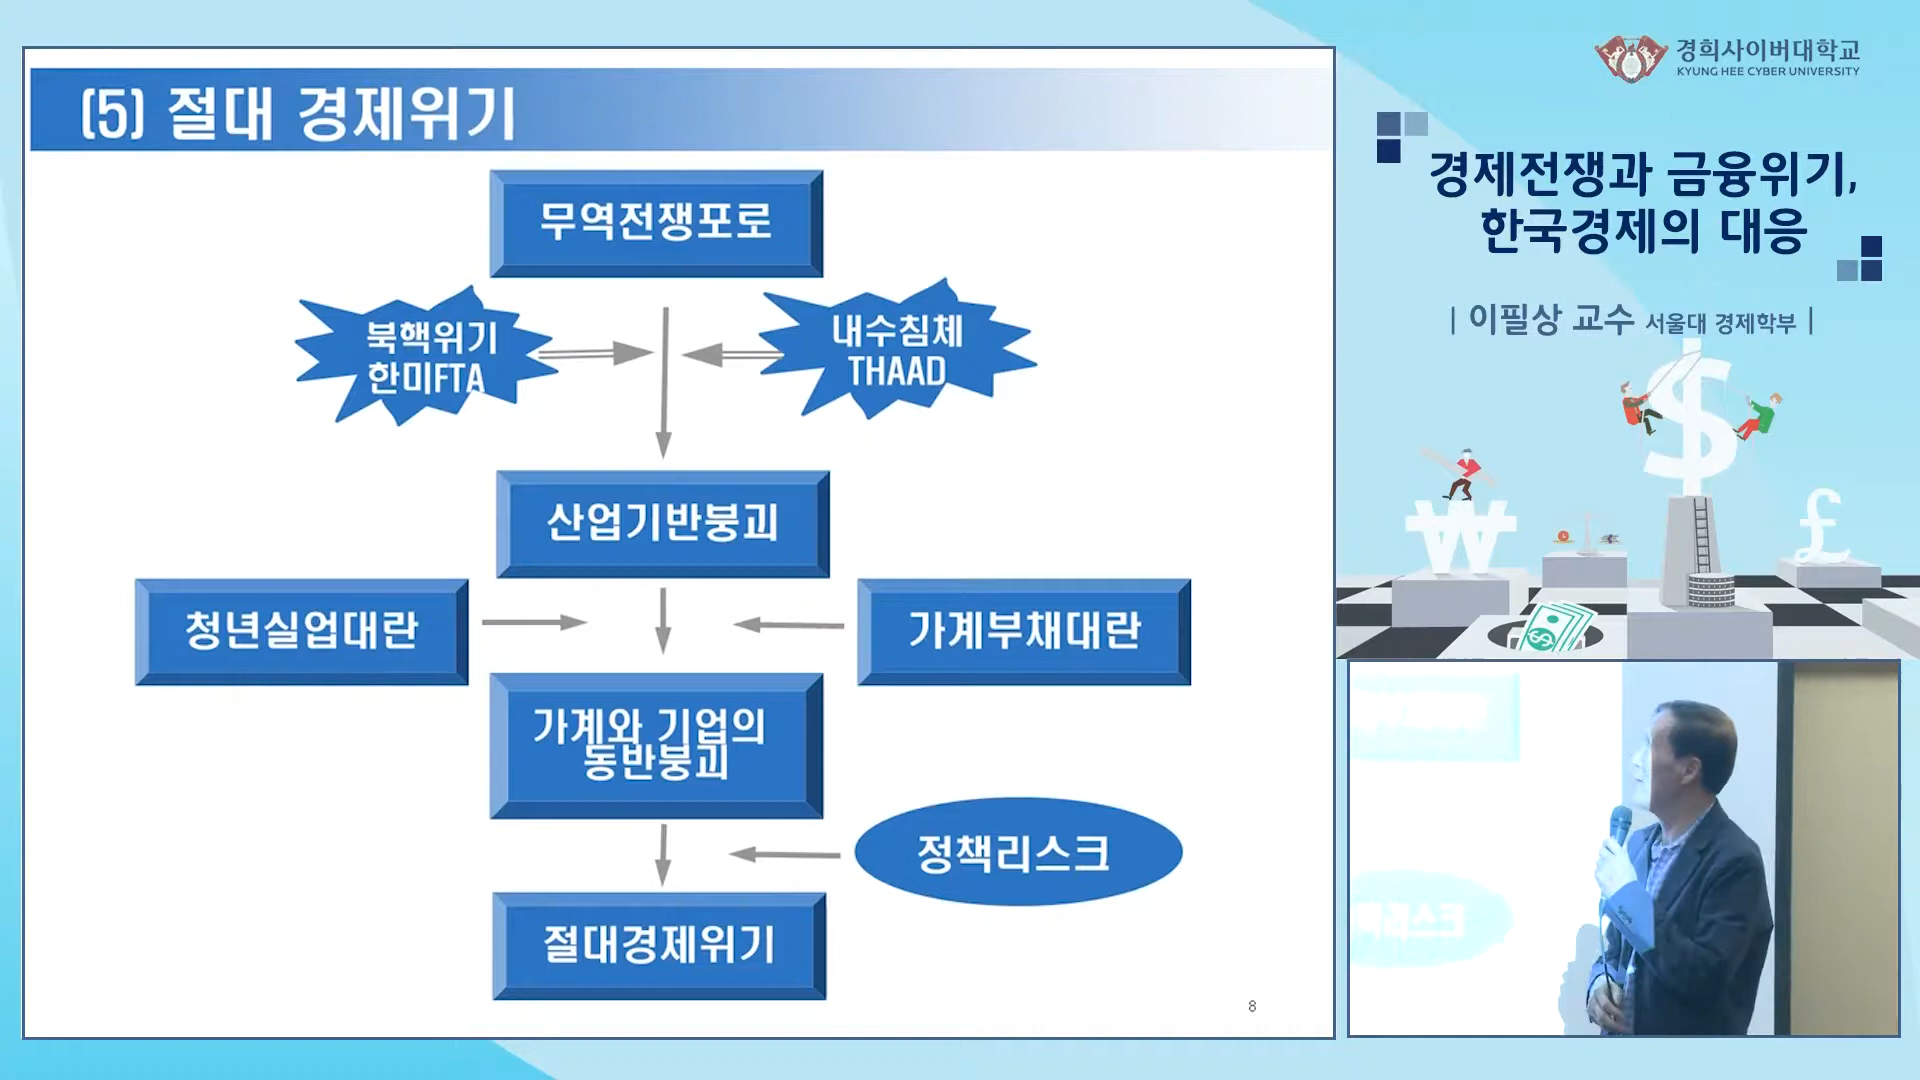 (5) 절대 경제위기
무역전쟁포로
북핵위기
한미FTA
내수침체
THAAD
산업기반붕괴
청년실업대란
가계부채대란
가계와 기업의
동반붕괴
정책리스크
절대경제위기
8
경희사이버대학교
KYUNG HEE CYBER UNIVERSITY
경제전쟁과 금융위기,
한국경제의 대응
| 이필상 교수 서울대 경제학부 |
$
₩
£
책리스크